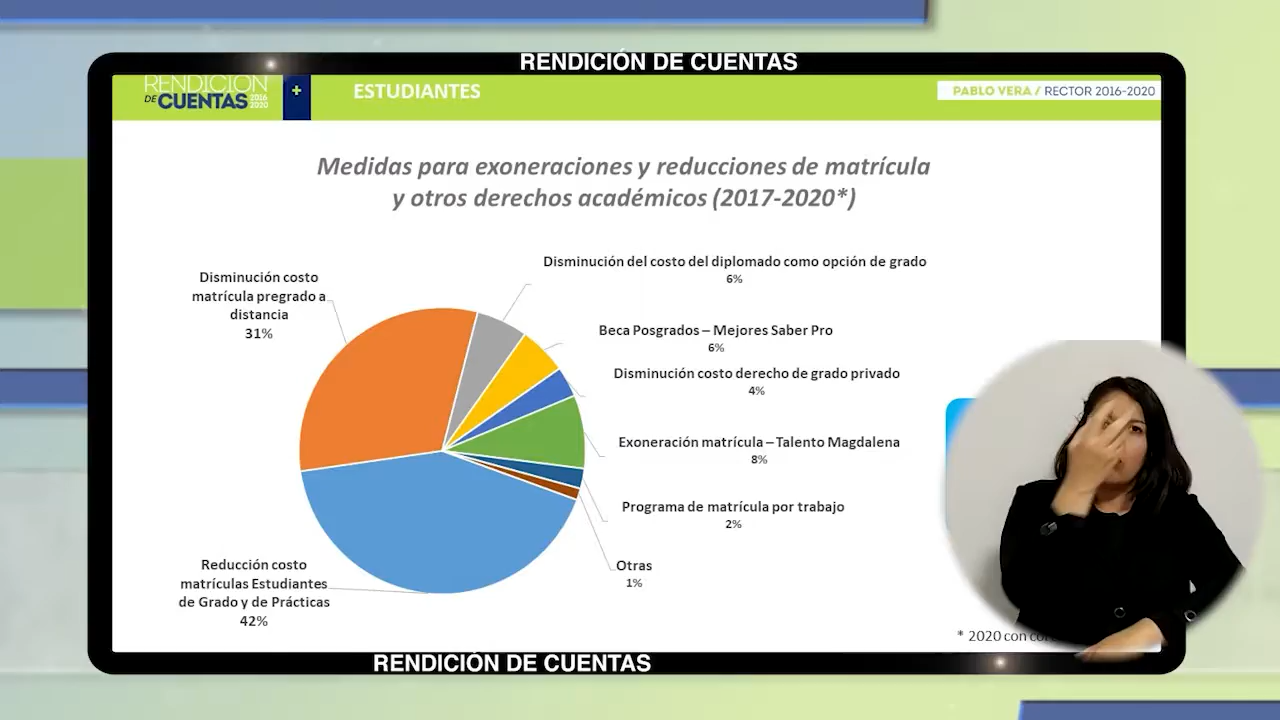 RENDICIÓN DE CUENTAS
RENDICIÓN
DE CUENTAS 2016
2020
+
ESTUDIANTES
PABLO VERA / RECTOR 2016-2020
Medidas para exoneraciones y reducciones de matrícula
y otros derechos académicos (2017-2020*)
Disminución costo
matrícula pregrado a
distancia
31%
Disminución del costo del diplomado como opción de grado
6%
Beca Posgrados – Mejores Saber Pro
6%
Disminución costo derecho de grado privado
4%
Exoneración matrícula – Talento Magdalena
8%
Programa de matrícula por trabajo
2%
Otras
1%
Reducción costo
matrículas Estudiantes
de Grado y de Prácticas
42%
* 2020 con
RENDICIÓN DE CUENTAS